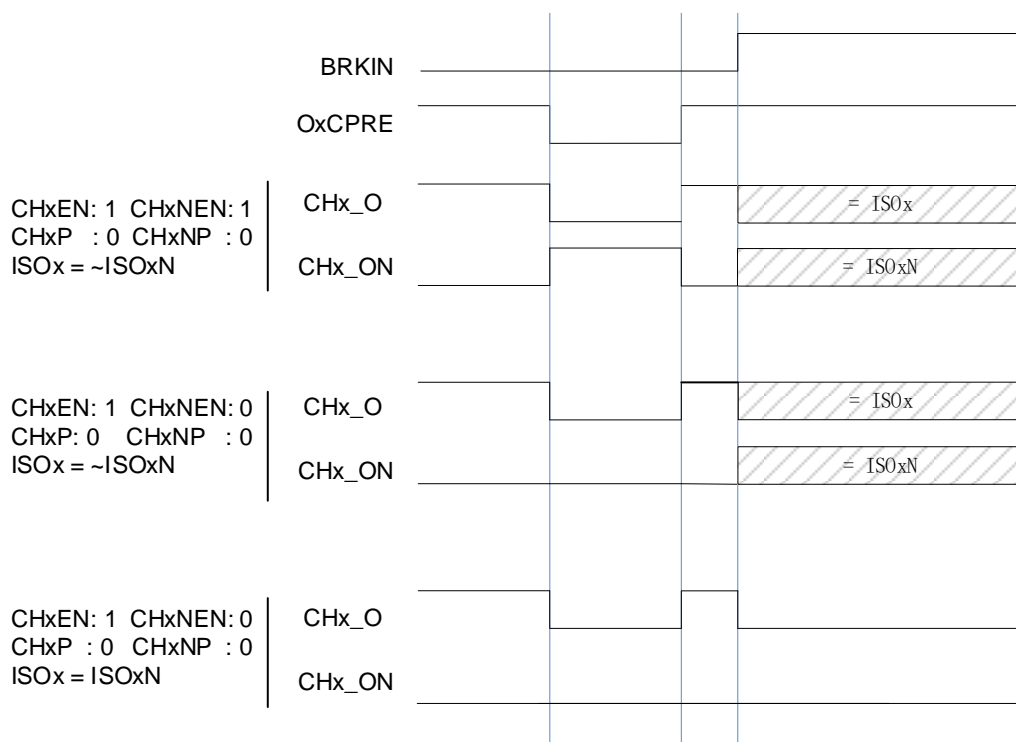 BRKIN
OxCPRE
CHxEN: 1 CHxNEN: 1
CHxP : 0 CHxNP : 0
ISOx = ~ISOxN
CHx_O
= ISOx
CHx_ON
= ISOxN
CHxEN: 1 CHxNEN: 0
CHxP: 0 CHxNP : 0
ISOx = ~ISOxN
CHx_O
= ISOx
CHx_ON
= ISOxN
CHxEN: 1 CHxNEN: 0
CHxP : 0 CHxNP : 0
ISOx = ISOxN
CHx_O
CHx_ON